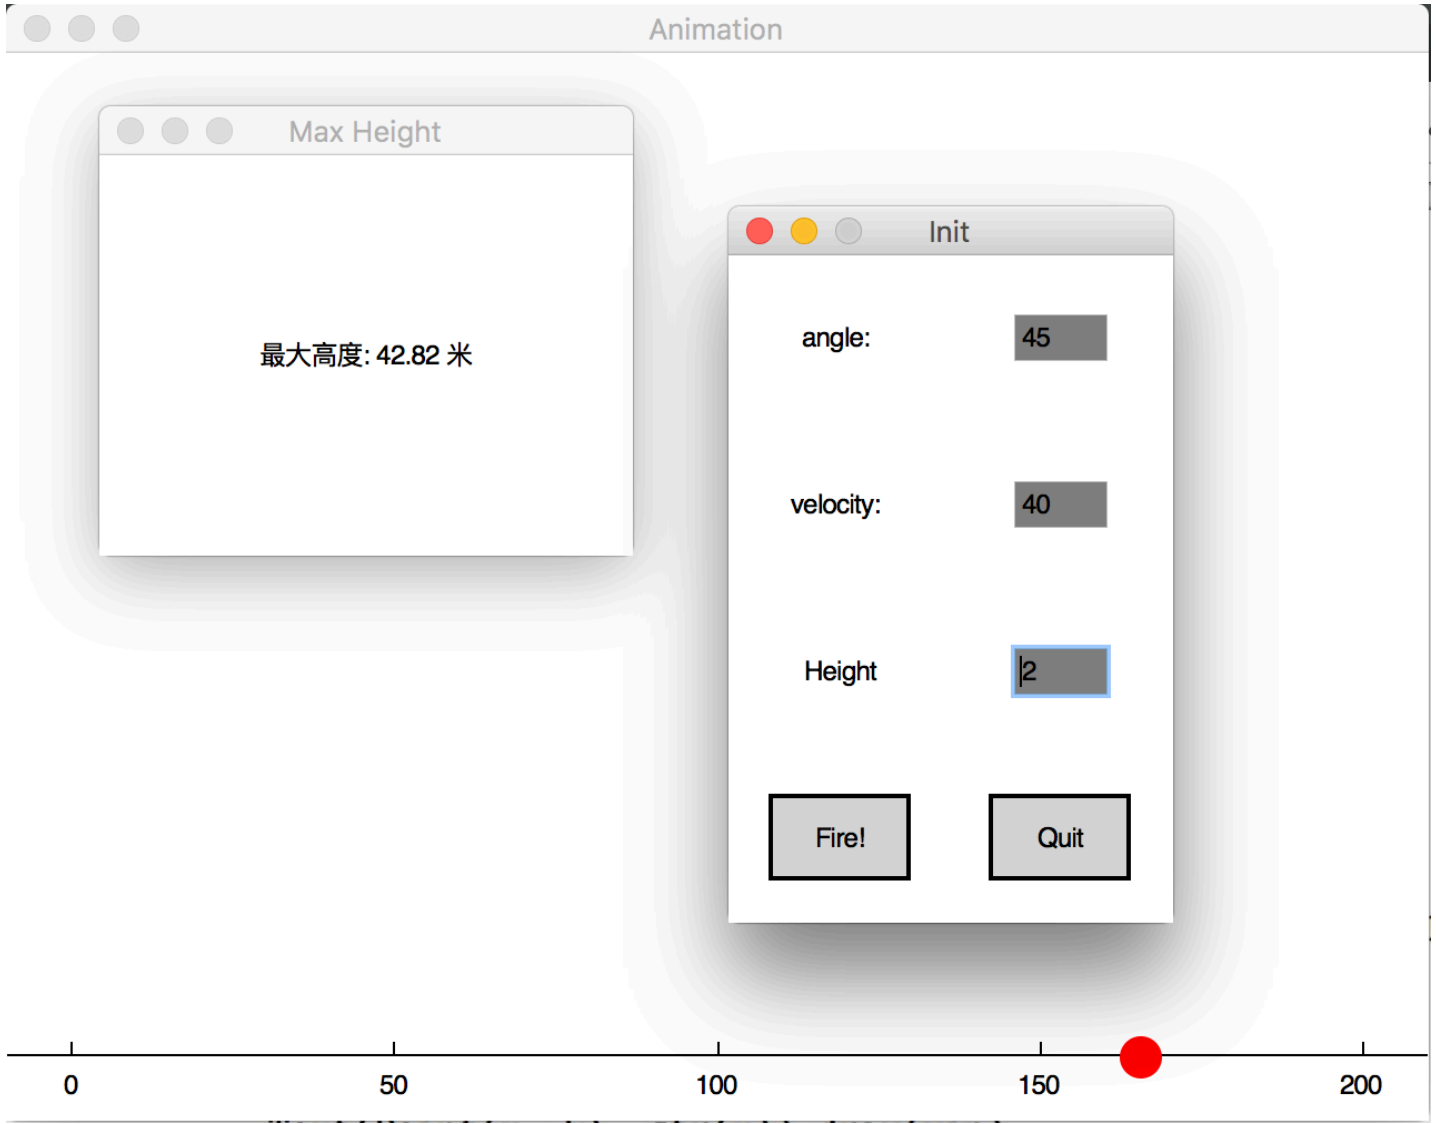 Animation
Max Height
最大高度: 42.82 米
Init
angle: 45
velocity: 40
Height 2
Fire! Quit
0 50 100 150 200